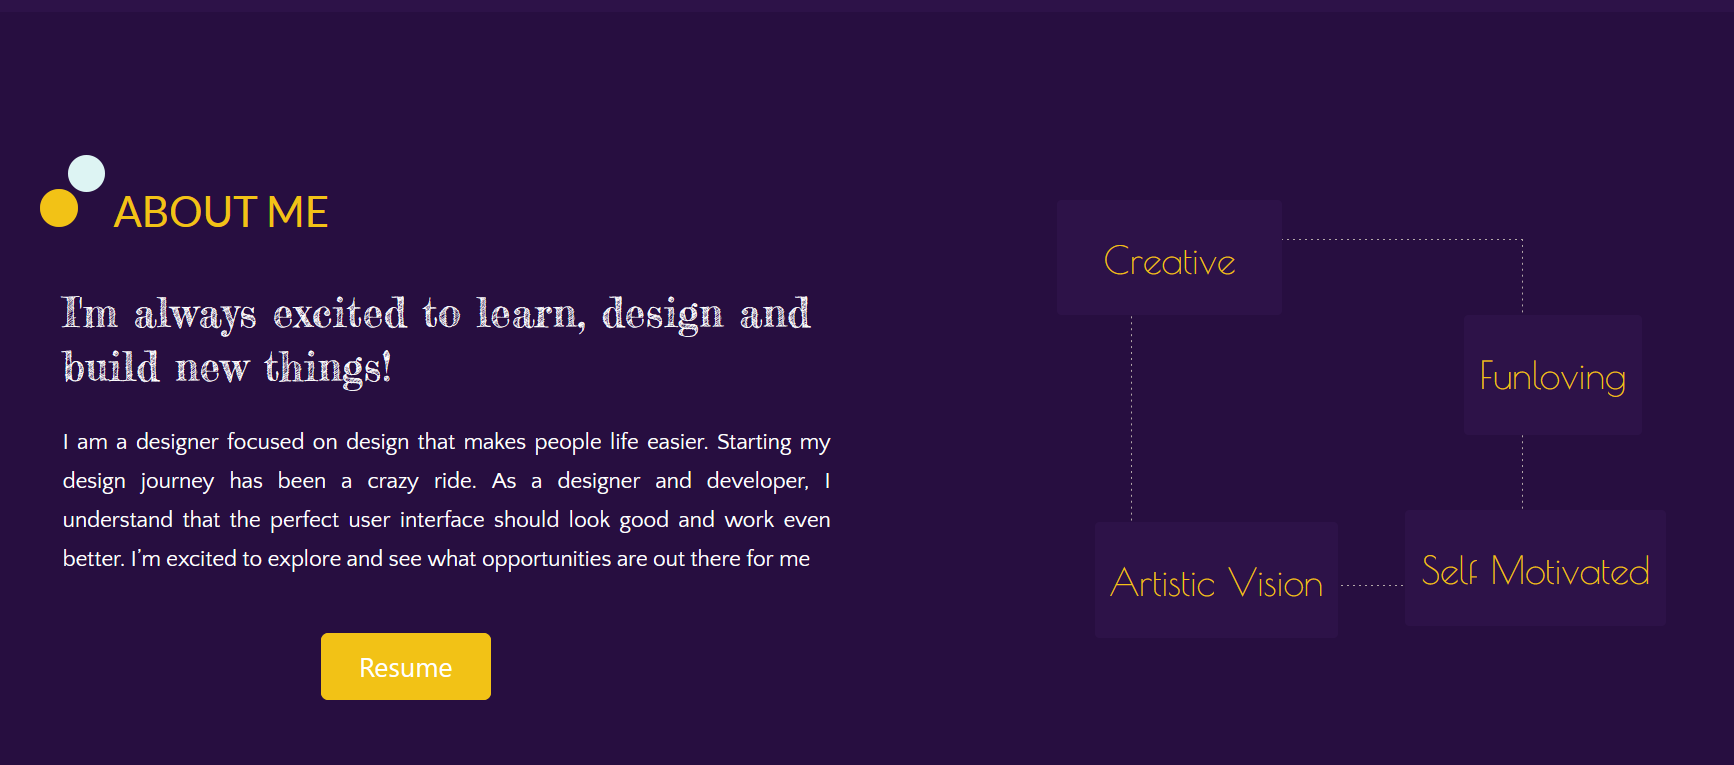 ABOUT ME
I'm always excited to learn, design and
build new things!
I am a designer focused on design that makes people life easier. Starting my
design journey has been a crazy ride. As a designer and developer, I
understand that the perfect user interface should look good and work even
better. I’m excited to explore and see what opportunities are out there for me
Resume
Creative
Funloving
Artistic Vision
Self Motivated